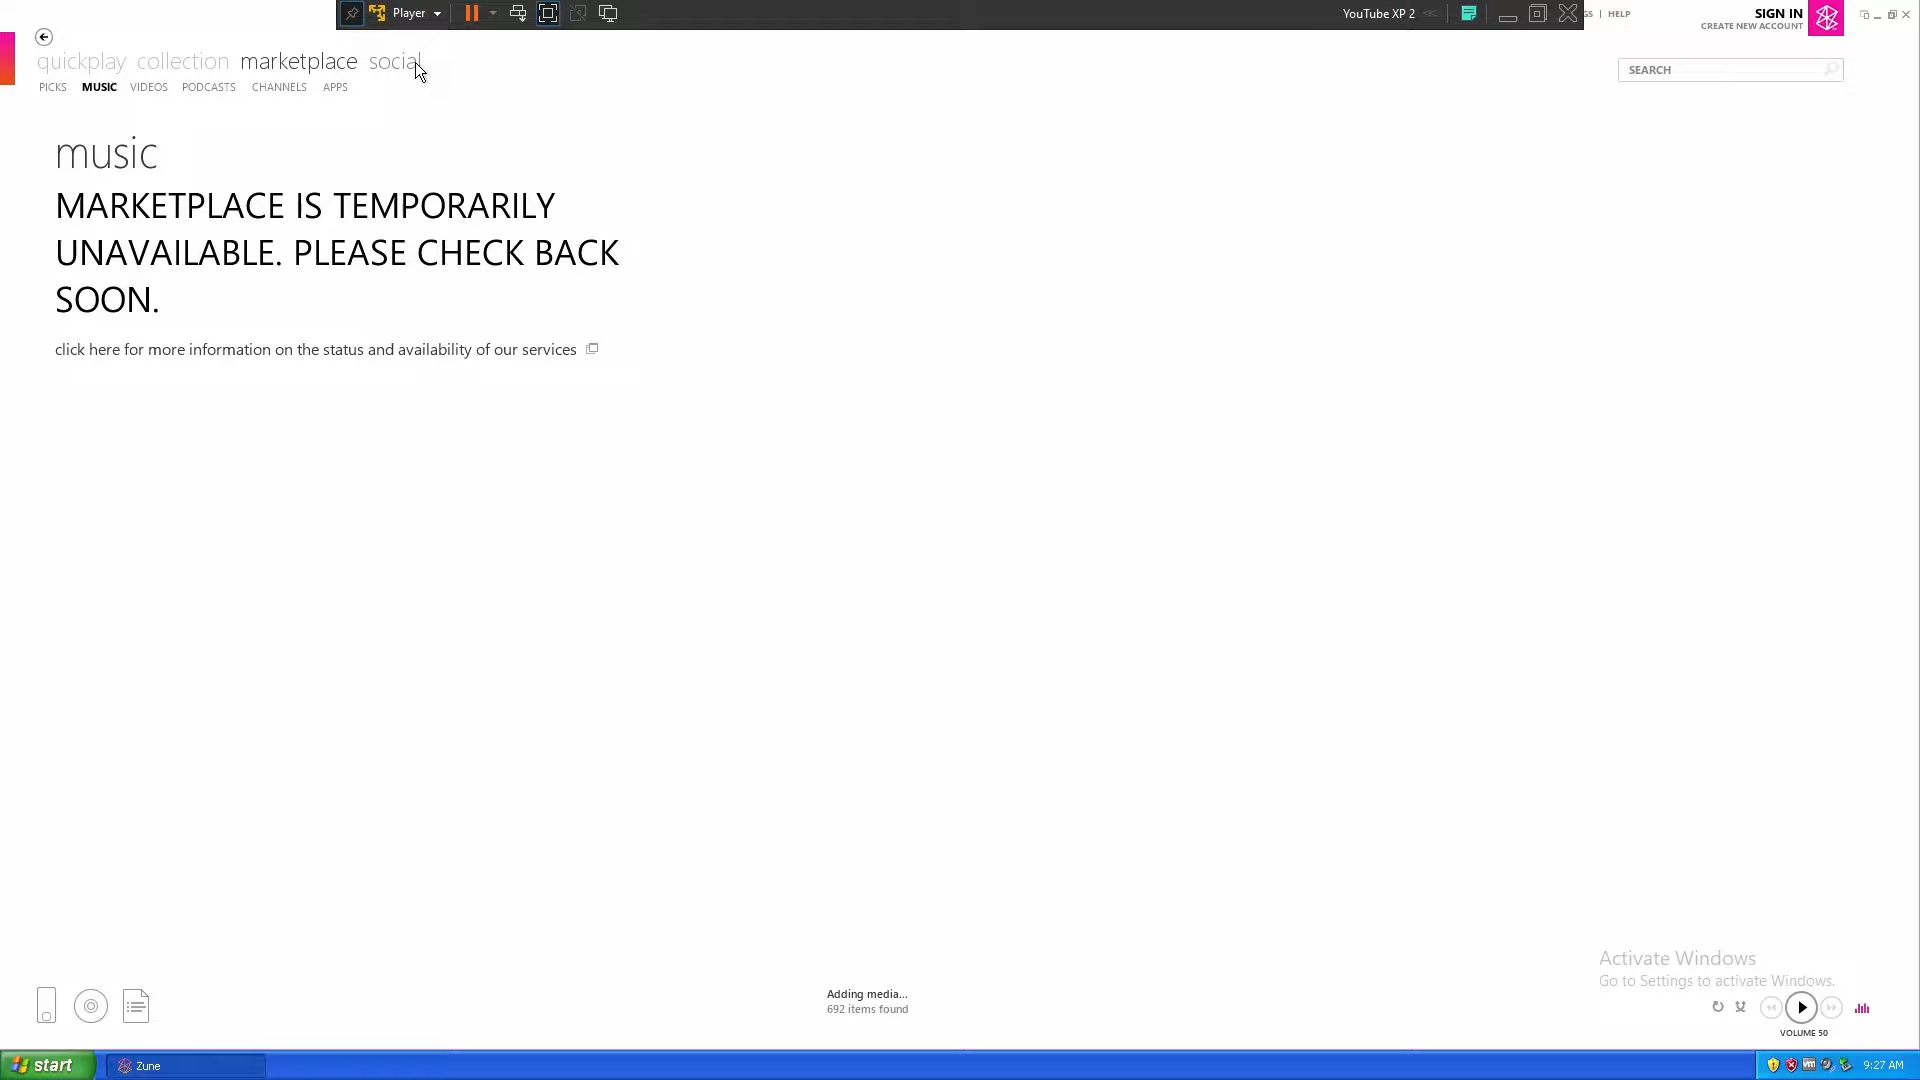 Player
YouTube XP 2
GS | HELP
SIGN IN
CREATE NEW ACCOUNT
quickplay collection marketplace social
PICKS MUSIC VIDEOS PODCASTS CHANNELS APPS
SEARCH
music
MARKETPLACE IS TEMPORARILY
UNAVAILABLE. PLEASE CHECK BACK
SOON.
click here for more information on the status and availability of our services
Activate Windows
Go to Settings to activate Windows.
Adding media...
692 items found
VOLUME 50
start
Zune
vm
9:27 AM